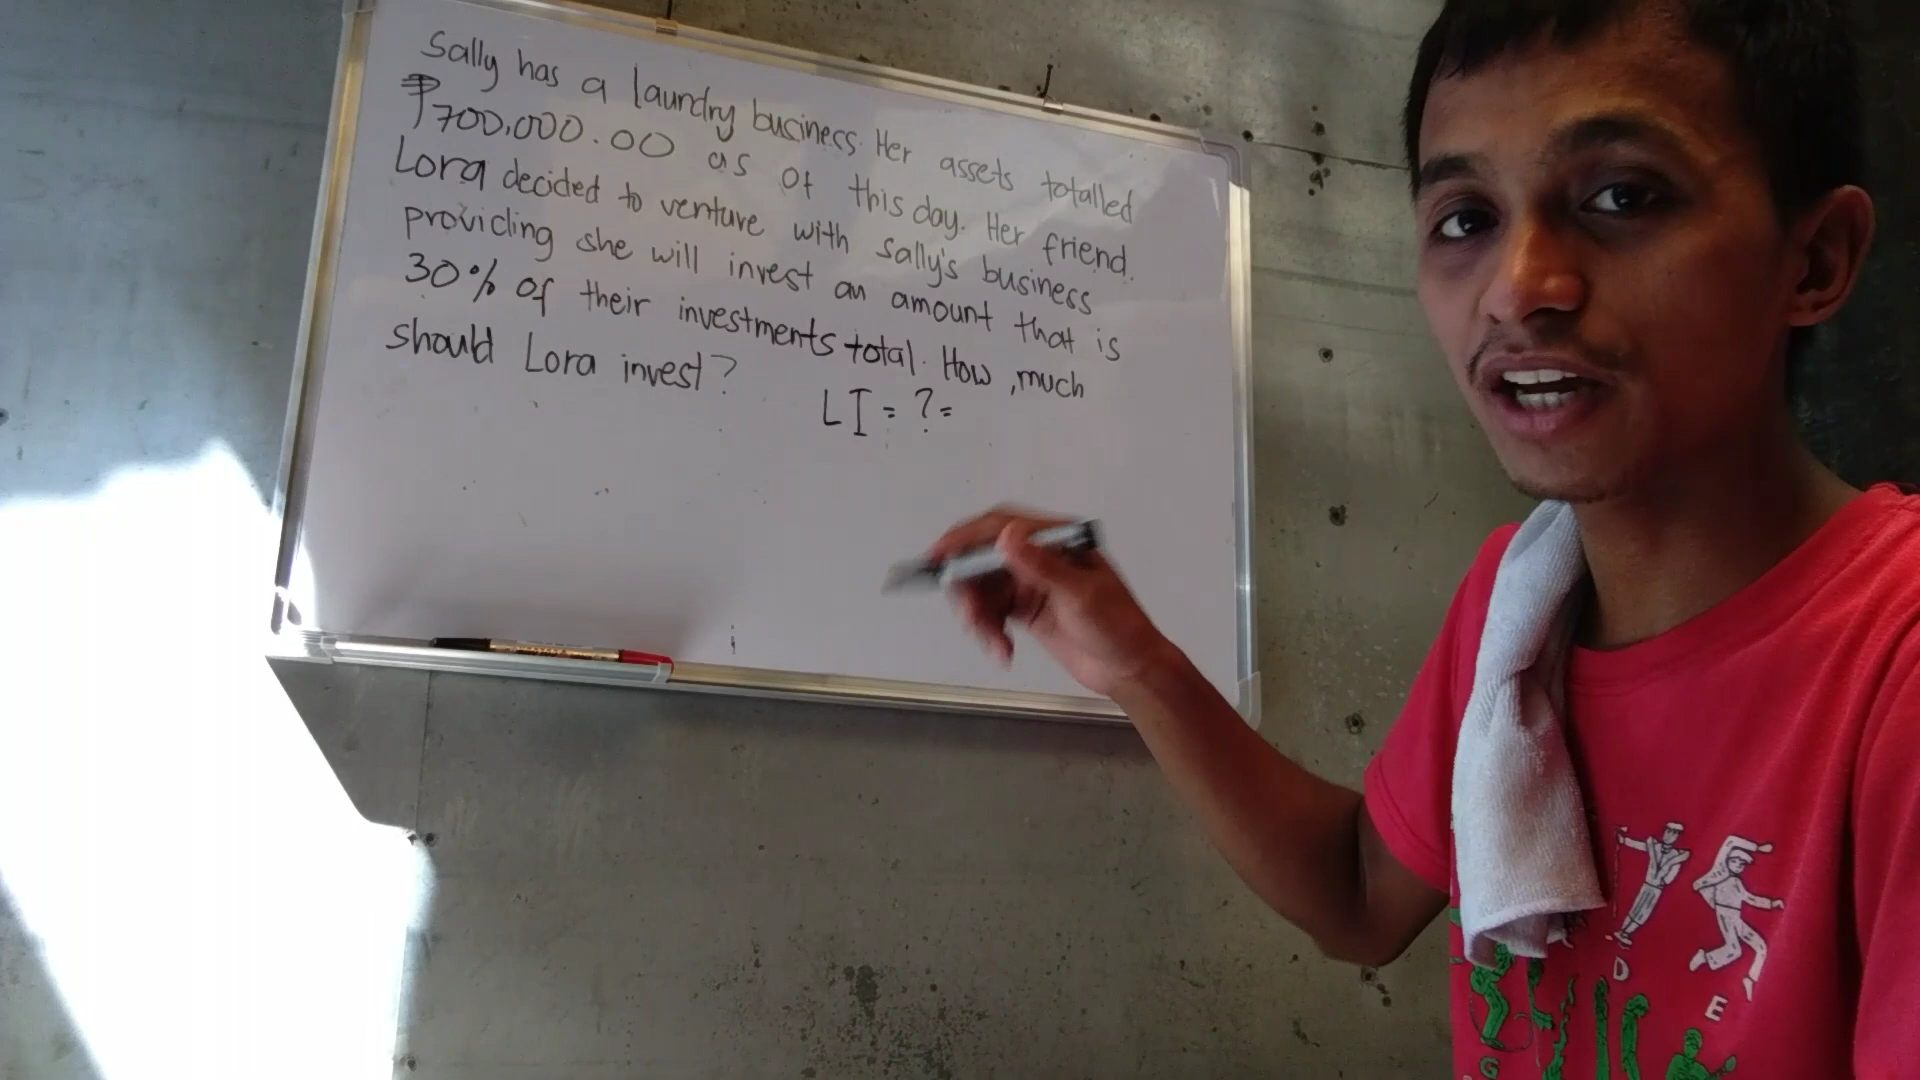 Sally has a laundry business. Her assets totalled
₱700,000.00 as of this day. Her friend.
Lora decided to venture with Sally's business
providing she will invest an amount that is
30% of their investments total. How much
should Lora invest?
LI = ? =
D
E
G